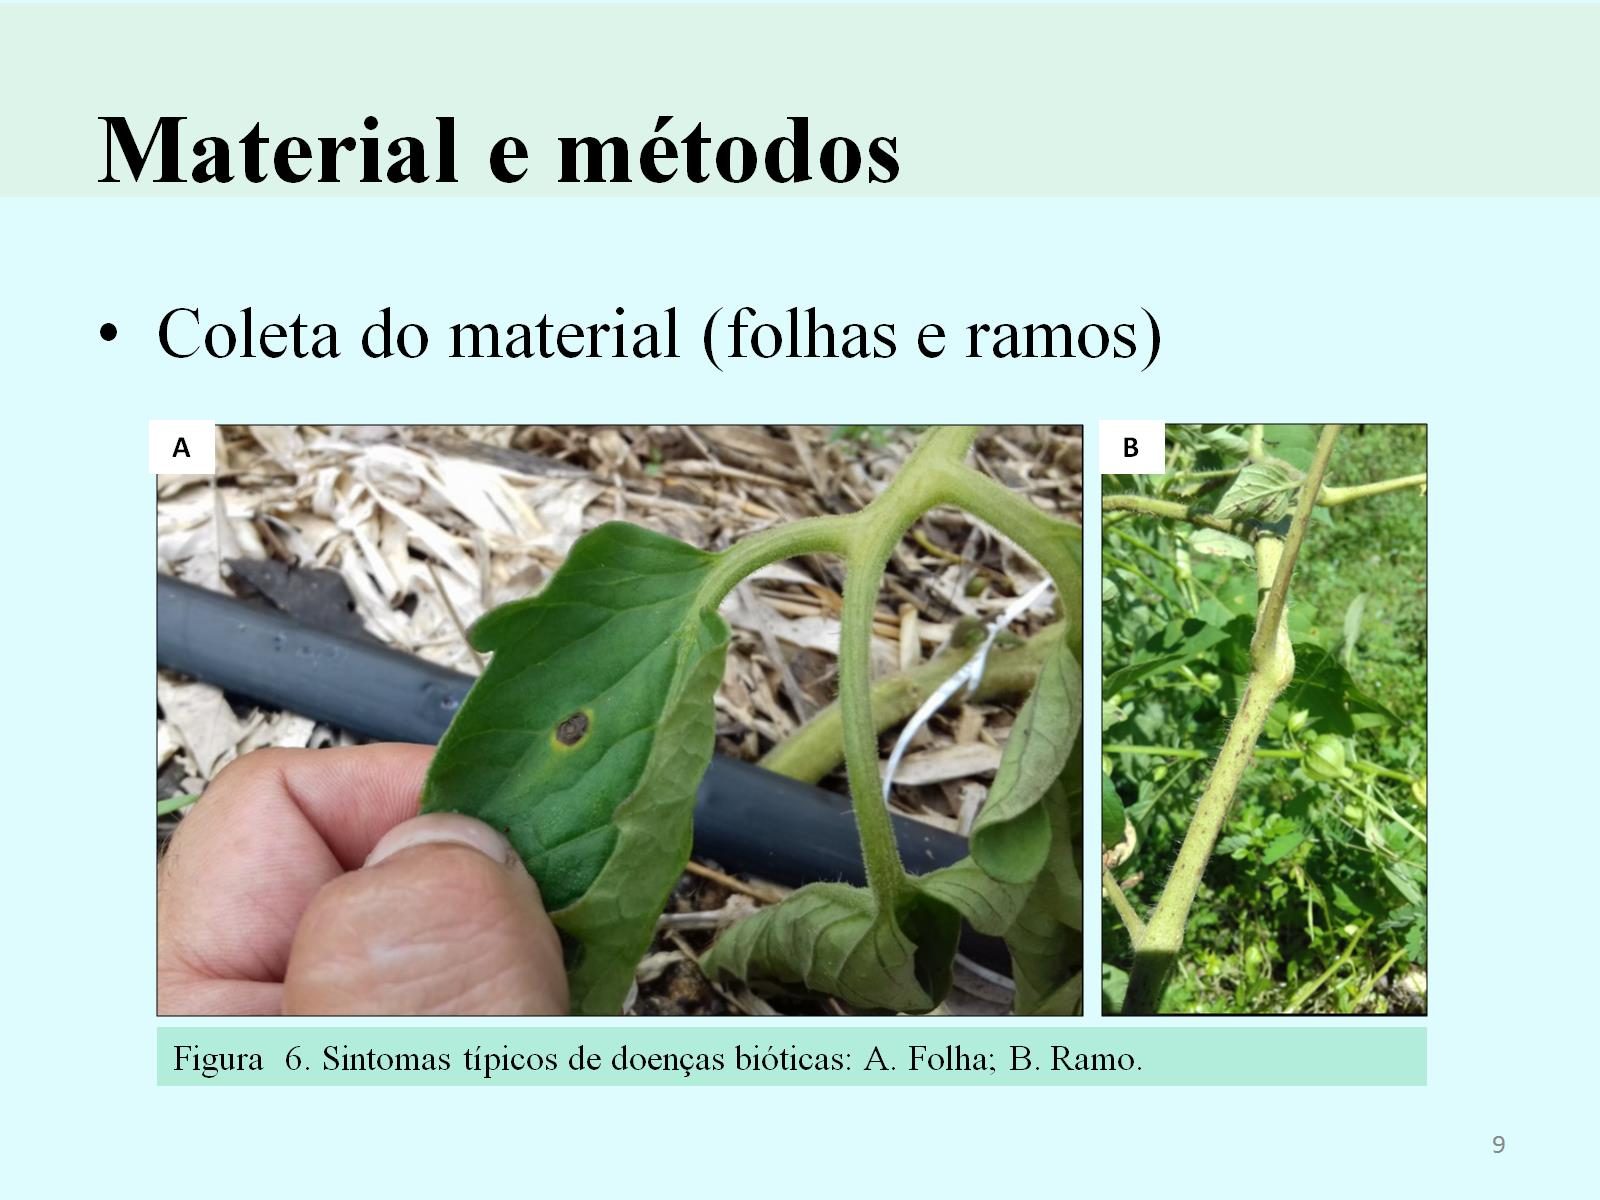 Material e métodos
• Coleta do material (folhas e ramos)
A
B
Figura 6. Sintomas típicos de doenças bióticas: A. Folha; B. Ramo.
9